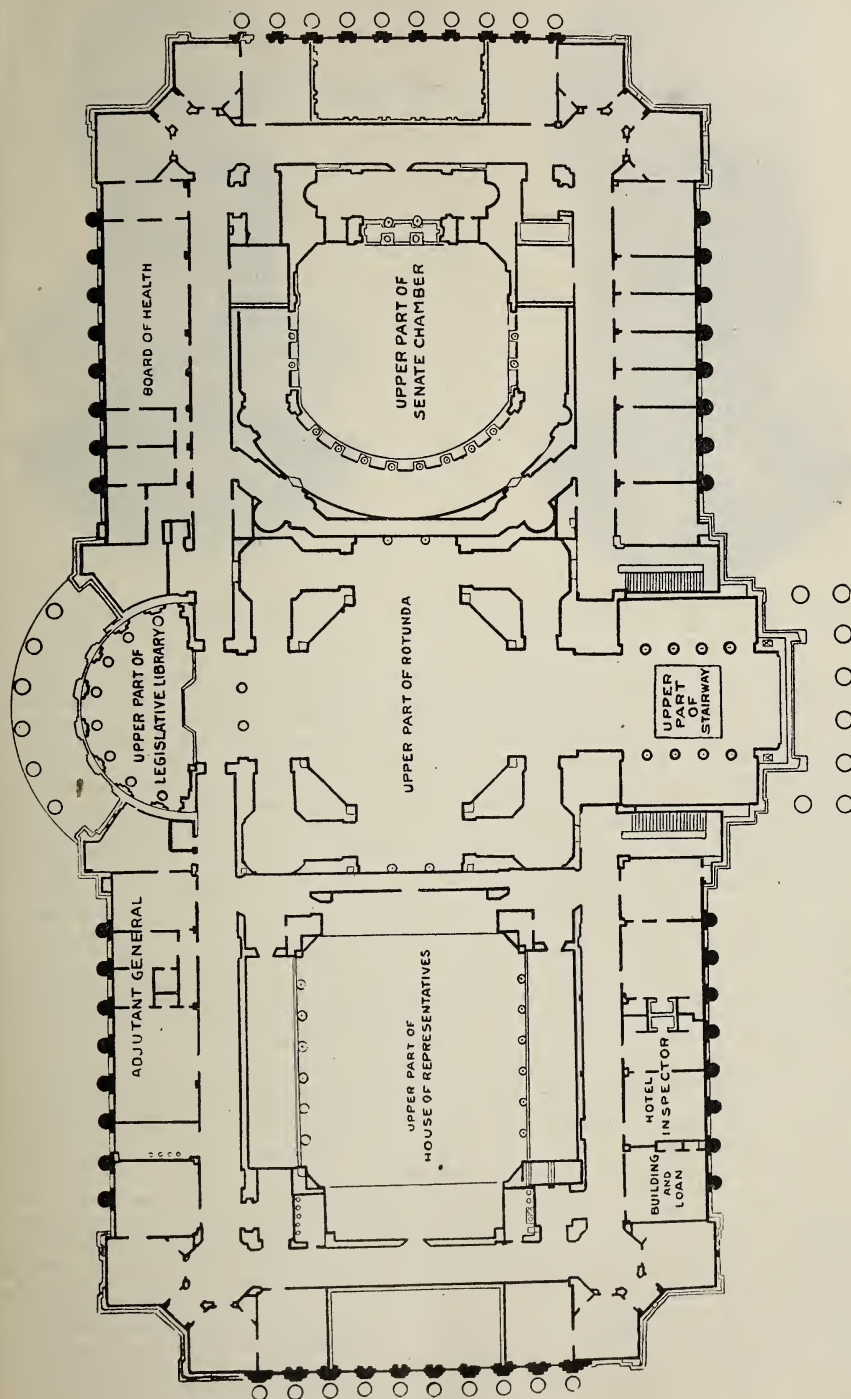 BOARD OF HEALTH
UPPER PART OF
SENATE CHAMBER
UPPER PART OF
LEGISLATIVE LIBRARY
UPPER PART OF ROTUNDA
UPPER
PART
OF
STAIRWAY
ADJUTANT GENERAL
UPPER PART OF
HOUSE OF REPRESENTATIVES
HOTEL
INSPECTOR
BUILDING
AND
LOAN